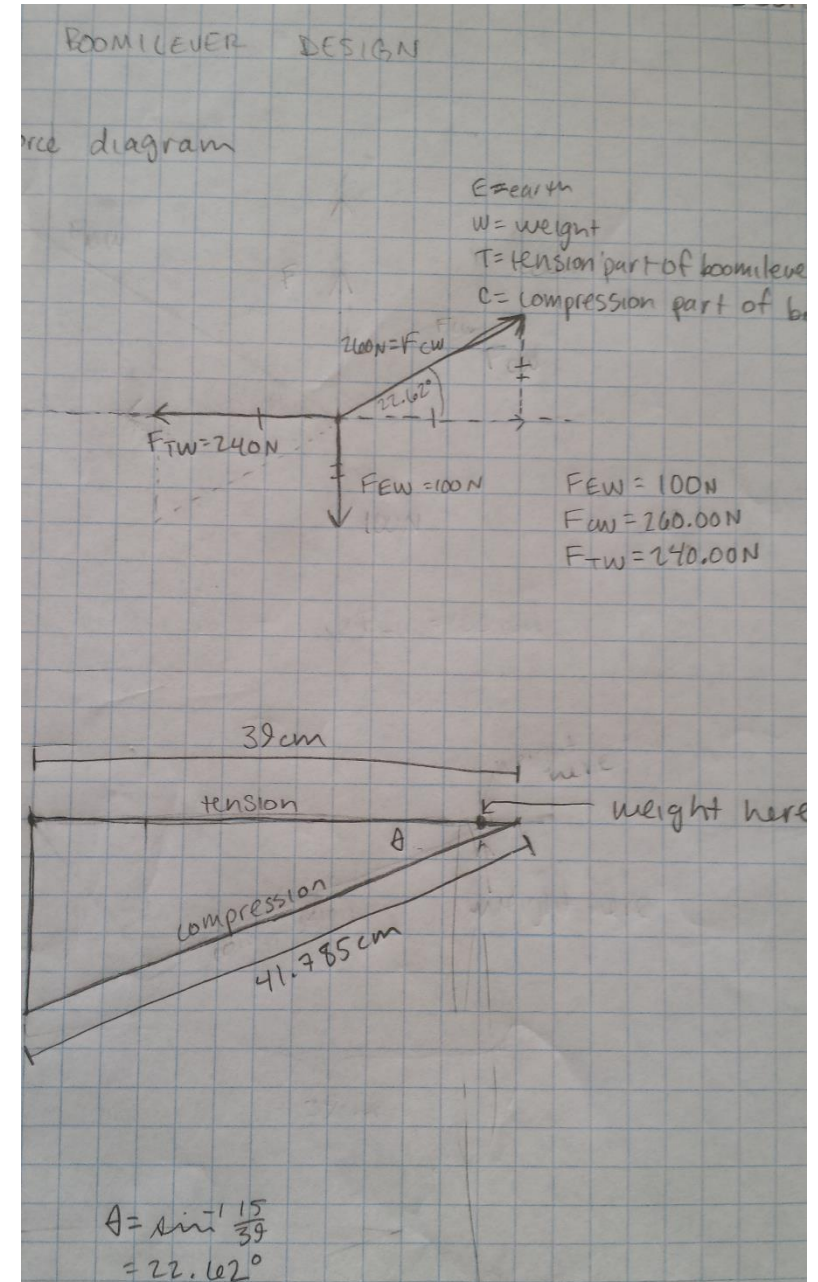 BOOMILEVER DESIGN
orce diagram
E=earth
W= weight
T= tension part of boomileve
C= compression part of b
260N=FCW
22.62°
FTW=240N
FEW=100N
FEW = 100N
FCW = 260.00N
FTW = 240.00N
39cm
tension
weight here
θ
compression
41.785cm
θ= sin⁻¹ 15/39
= 22.62°